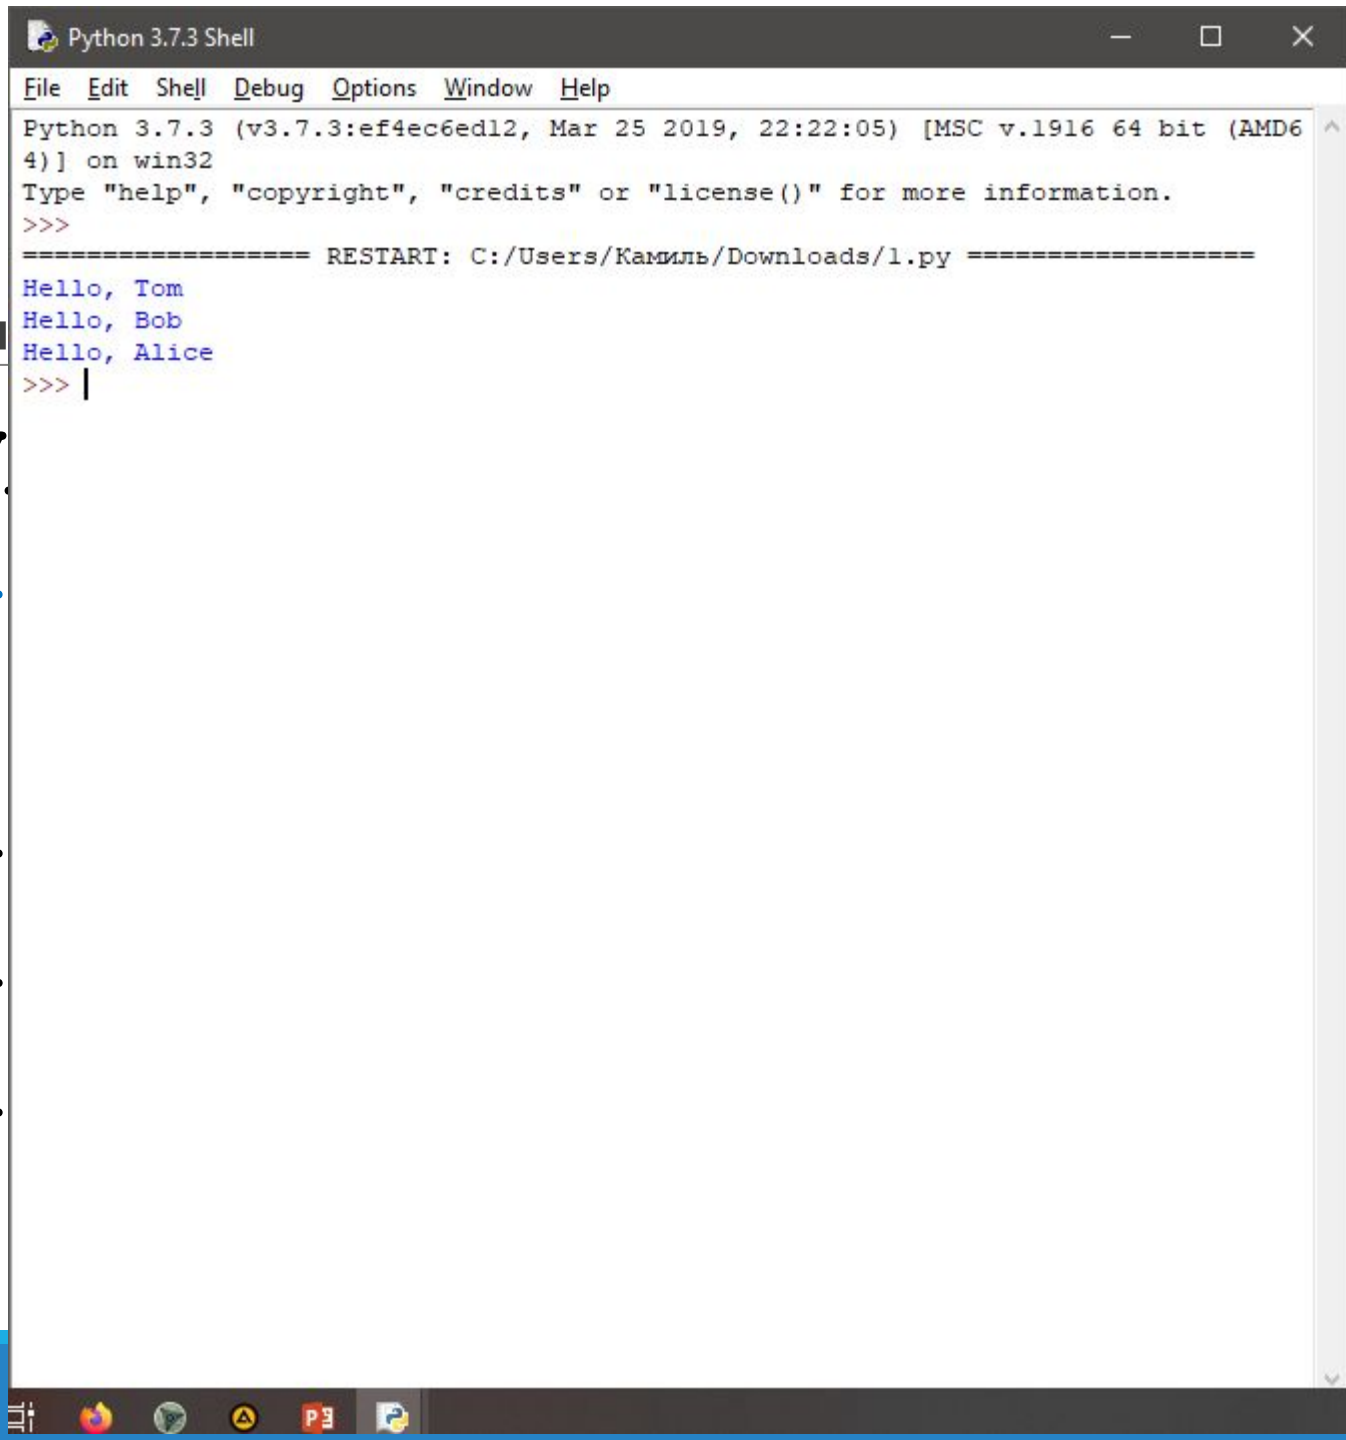 Python 3.7.3 Shell
File Edit Shell Debug Options Window Help
Python 3.7.3 (v3.7.3:ef4ec6ed12, Mar 25 2019, 22:22:05) [MSC v.1916 64 bit (AMD6
4)] on win32
Type "help", "copyright", "credits" or "license()" for more information.
>>>
================== RESTART: C:/Users/Камиль/Downloads/1.py ==================
Hello, Tom
Hello, Bob
Hello, Alice
>>>